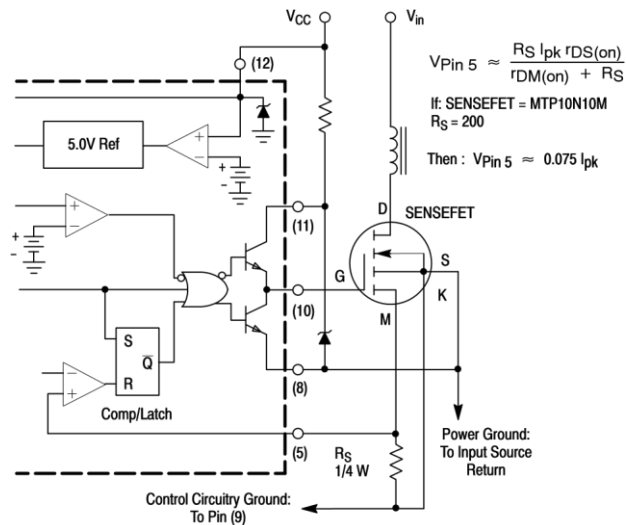 VCC
Vin
VPin 5 ≈ RS Ipk rDS(on)
rDM(on) + RS
If: SENSEFET = MTP10N10M
RS = 200
Then : VPin 5 ≈ 0.075 Ipk
(12)
5.0V Ref
+
-
+
-
(11)
D
SENSEFET
+
-
+
-
G
S
K
(10)
M
S
Q
R
-
+
Comp/Latch
(8)
(5)
Power Ground:
To Input Source
Return
RS
1/4 W
Control Circuitry Ground:
To Pin (9)